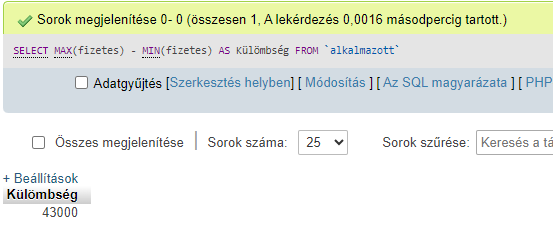 Sorok megjelenítése 0- 0 (összesen 1, A lekérdezés 0,0016 másodpercig tartott.)
SELECT MAX(fizetes) - MIN(fizetes) AS Külömbség FROM `alkalmazott`
Adatgyűjtés [Szerkesztés helyben] [ Módosítás ] [ Az SQL magyarázata ] [ PHP
Összes megjelenítése Sorok száma: 25 Sorok szűrése: Keresés a tá
+ Beállítások
Külömbség
43000